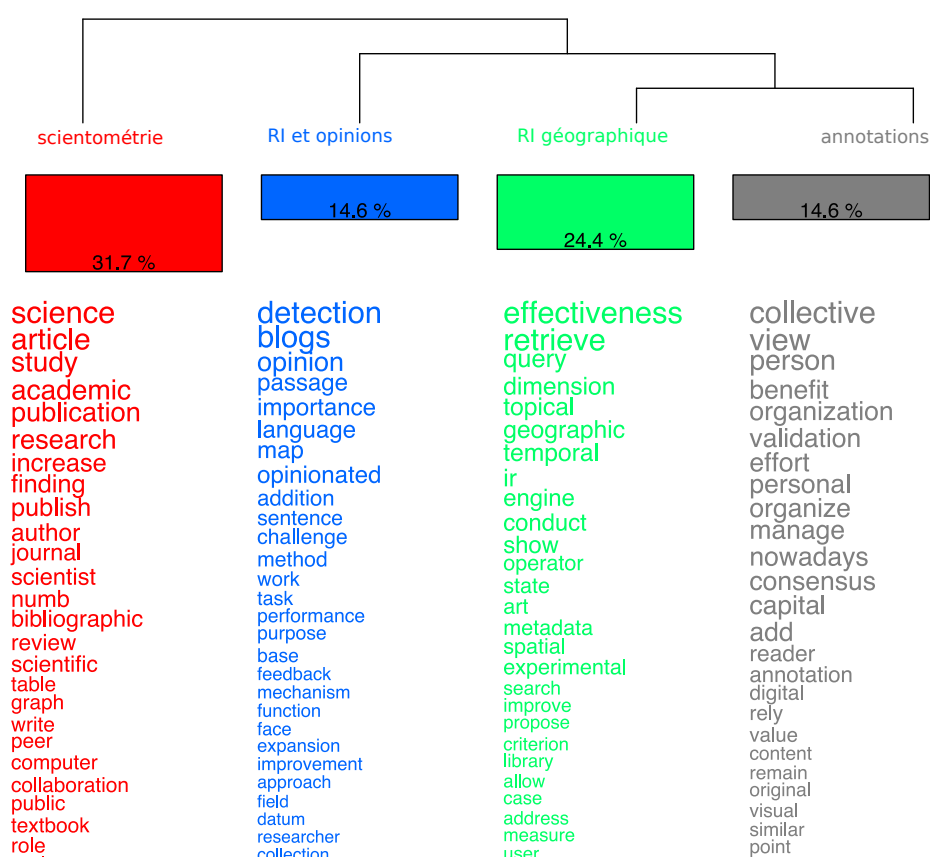 scientométrie
RI et opinions
RI géographique
annotations
31.7 %
14.6 %
24.4 %
14.6 %
science
article
study
academic
publication
research
increase
finding
publish
author
journal
scientist
numb
bibliographic
review
scientific
table
graph
write
peer
computer
collaboration
public
textbook
role
detection
blogs
opinion
passage
importance
language
map
opinionated
addition
sentence
challenge
method
work
task
performance
purpose
base
feedback
mechanism
function
face
expansion
improvement
approach
field
datum
researcher
collection
effectiveness
retrieve
query
dimension
topical
geographic
temporal
ir
engine
conduct
show
operator
state
art
metadata
spatial
experimental
search
improve
propose
criterion
library
allow
case
address
measure
user
collective
view
person
benefit
organization
validation
effort
personal
organize
manage
nowadays
consensus
capital
add
reader
annotation
digital
rely
value
content
remain
original
visual
similar
point